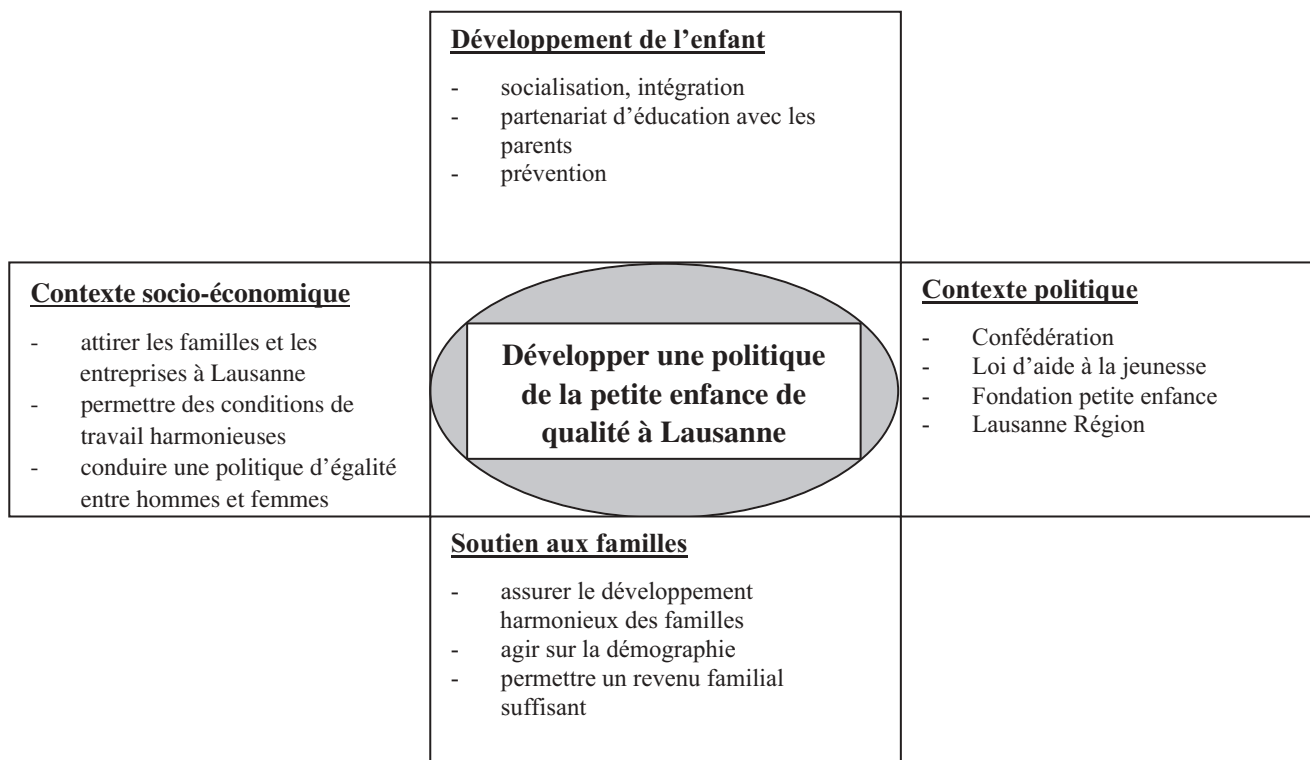 Développement de l’enfant
- socialisation, intégration
- partenariat d’éducation avec les
parents
- prévention
Contexte socio-économique
- attirer les familles et les
entreprises à Lausanne
- permettre des conditions de
travail harmonieuses
- conduire une politique d’égalité
entre hommes et femmes
Développer une politique
de la petite enfance de
qualité à Lausanne
Contexte politique
- Confédération
- Loi d’aide à la jeunesse
- Fondation petite enfance
- Lausanne Région
Soutien aux familles
- assurer le développement
harmonieux des familles
- agir sur la démographie
- permettre un revenu familial
suffisant